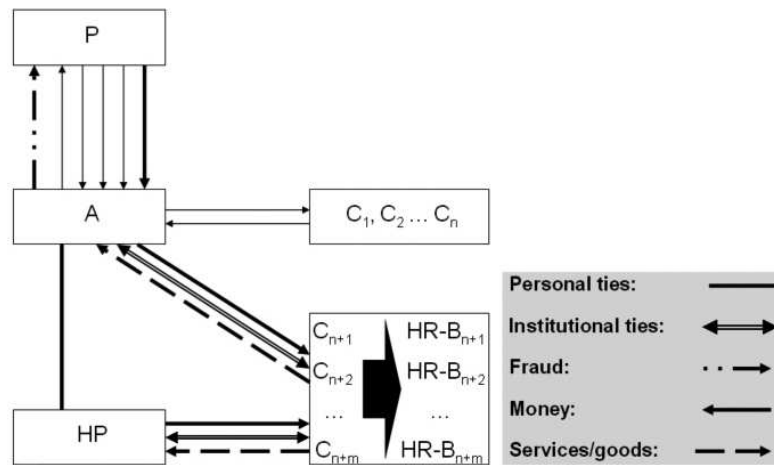 P
A
C₁, C₂ ... Cₙ
Cₙ₊₁ HR-Bₙ₊₁
Cₙ₊₂ HR-Bₙ₊₂
... ...
Cₙ₊ₘ HR-Bₙ₊ₘ
HP
Personal ties:
Institutional ties:
Fraud:
Money:
Services/goods: